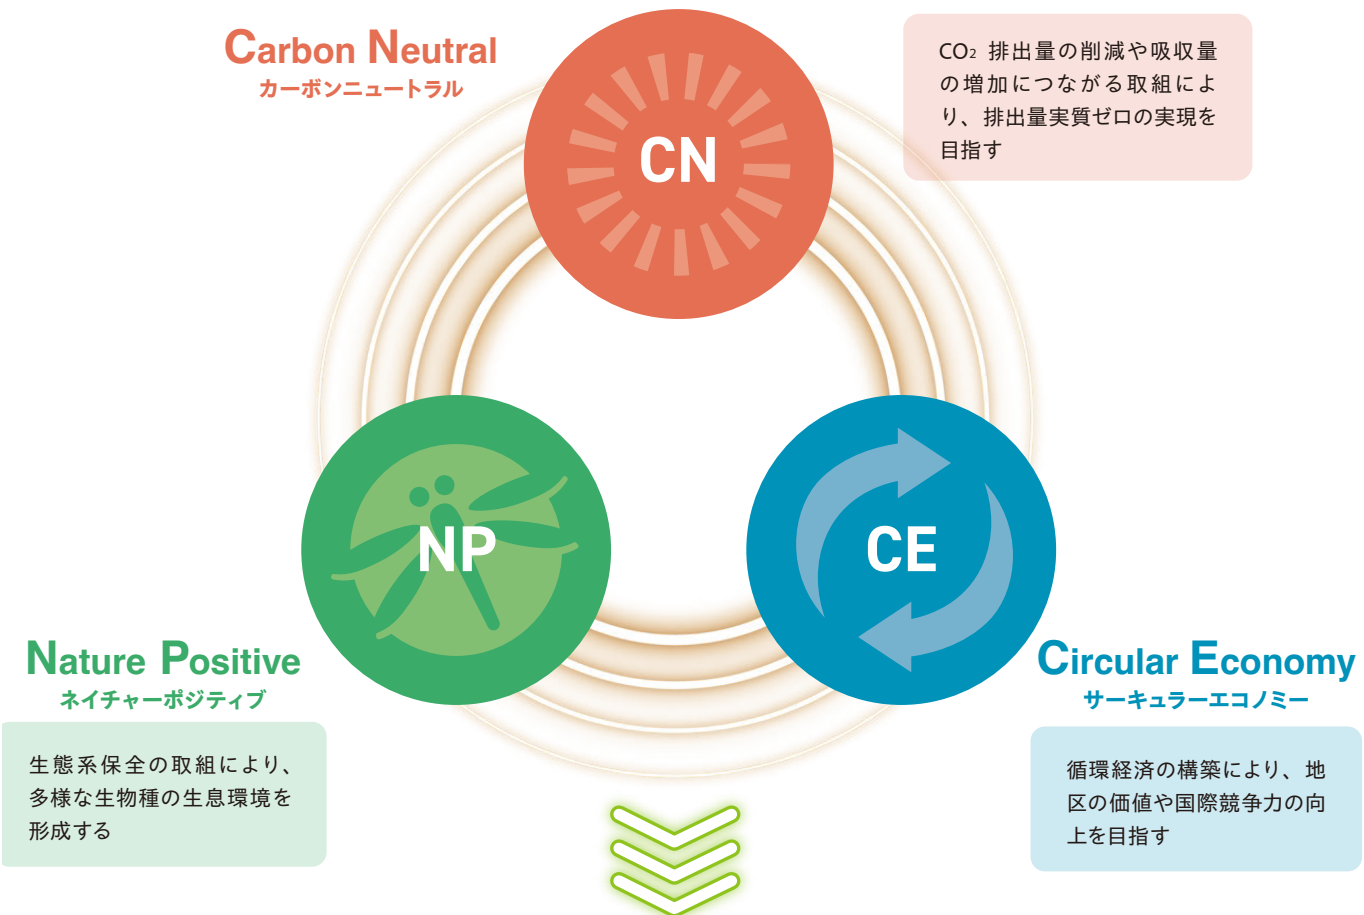 Carbon Neutral
カーボンニュートラル
CN
CO₂ 排出量の削減や吸収量
の増加につながる取組によ
り、排出量実質ゼロの実現を
目指す
NP
CE
Nature Positive
ネイチャーポジティブ
生態系保全の取組により、
多様な生物種の生息環境を
形成する
Circular Economy
サーキュラーエコノミー
循環経済の構築により、地
区の価値や国際競争力の向
上を目指す